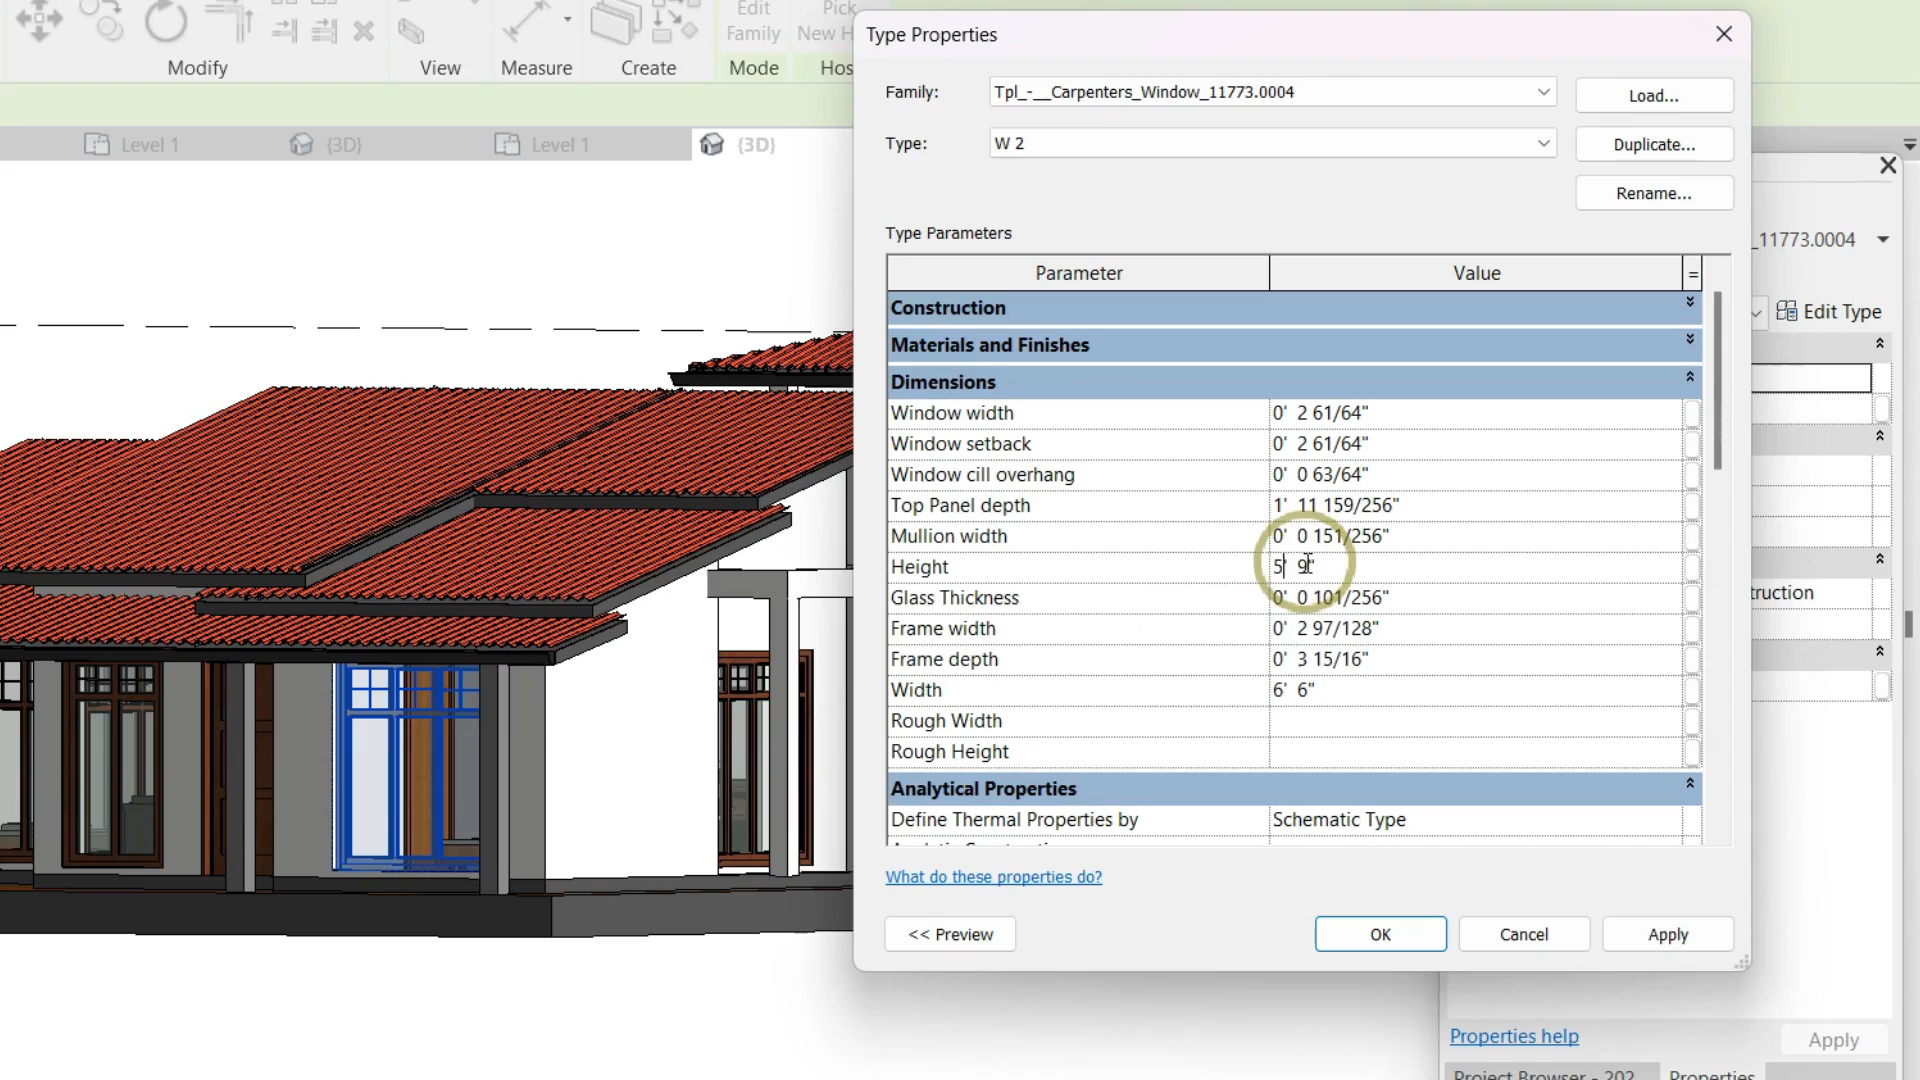 Edit
Family
Pick
New H
Modify
View
Measure
Create
Mode
Hos
Level 1
{3D}
Level 1
{3D}
Type Properties
Family:
Tpl_-__Carpenters_Window_11773.0004
Load...
Type:
W 2
Duplicate...
Rename...
Type Parameters
Parameter
Value
=
Construction
Materials and Finishes
Dimensions
Window width
0' 2 61/64"
Window setback
0' 2 61/64"
Window cill overhang
0' 0 63/64"
Top Panel depth
1' 11 159/256"
Mullion width
0' 0 151/256"
Height
5' 9"
Glass Thickness
0' 0 101/256"
Frame width
0' 2 97/128"
Frame depth
0' 3 15/16"
Width
6' 6"
Rough Width
Rough Height
Analytical Properties
Define Thermal Properties by
Schematic Type
What do these properties do?
<< Preview
OK
Cancel
Apply
_11773.0004
Edit Type
truction
Properties help
Apply
Project Browser - 202
Properties